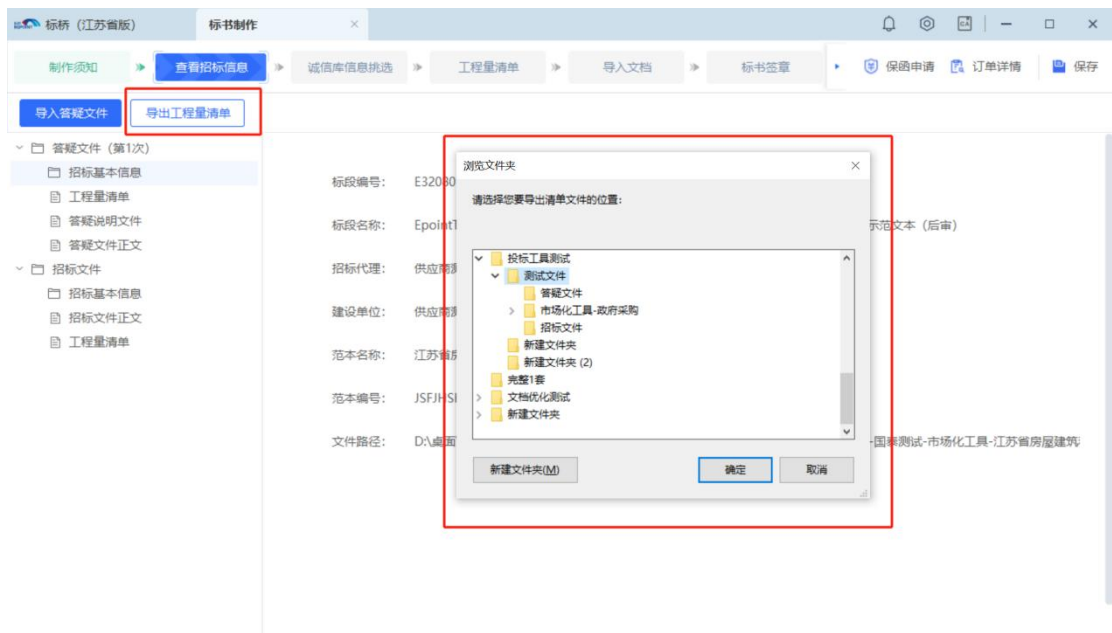 标桥（江苏省版） 标书制作
制作须知 查看招标信息 诚信库信息挑选 工程量清单 导入文档 标书签章 保函申请 订单详情 保存
导入答疑文件 导出工程量清单
答疑文件（第1次）
招标基本信息
工程量清单
答疑说明文件
答疑文件正文
招标文件
招标基本信息
招标文件正文
工程量清单
标段编号： E32080
标段名称： Epoint 示范文本（后审）
招标代理： 供应商
建设单位： 供应商
范本名称： 江苏省
范本编号： JSFJHS
文件路径： D:\桌面 -国泰测试-市场化工具-江苏省房屋建筑
浏览文件夹
请选择您要导出清单文件的位置：
投标工具测试
测试文件
答疑文件
市场化工具-政府采购
招标文件
新建文件夹
新建文件夹 (2)
完整1套
文档优化测试
新建文件夹
新建文件夹(M) 确定 取消